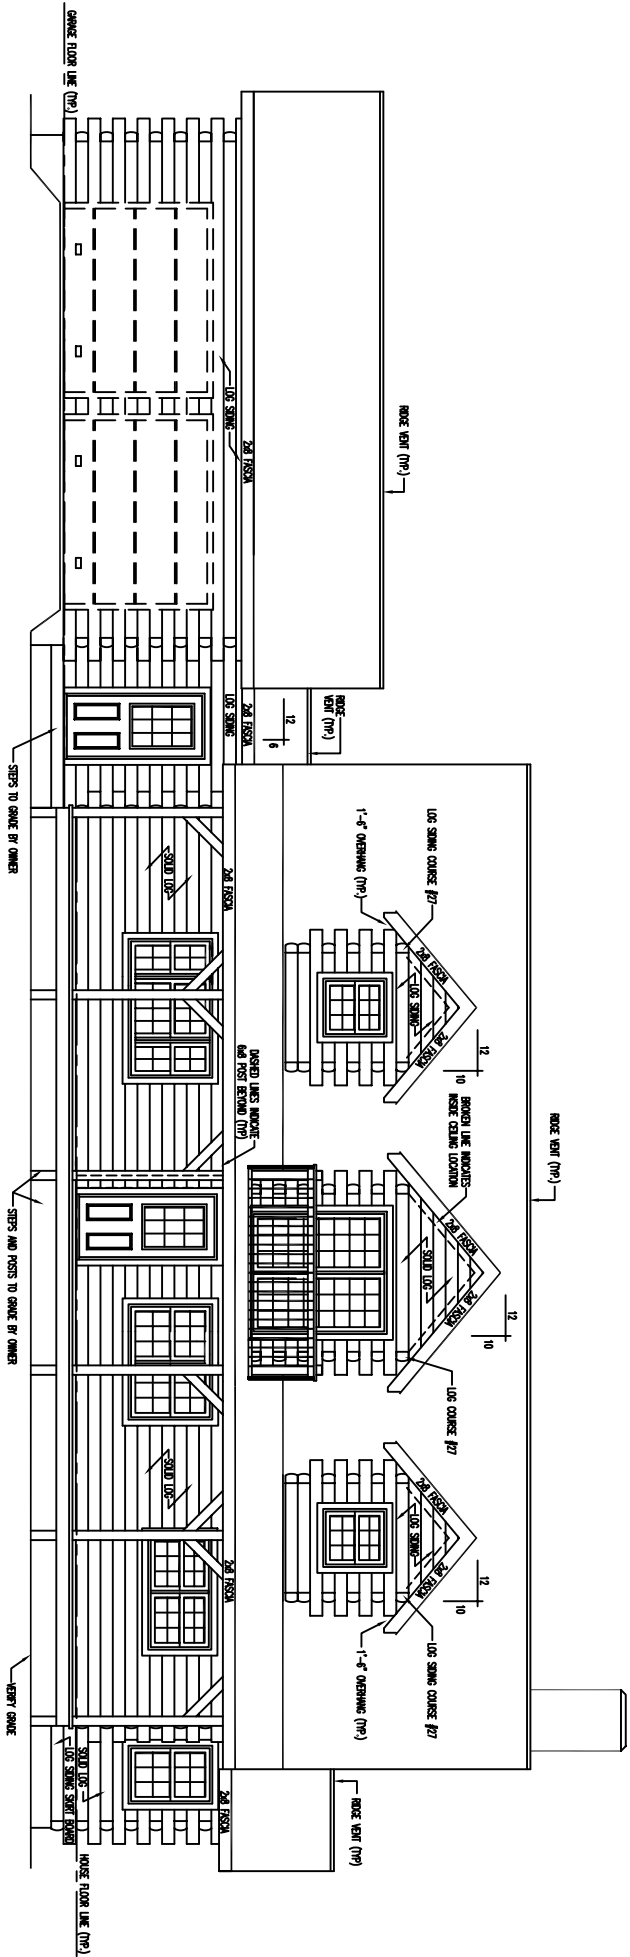 RIDGE VENT (TYP.)
RIDGE VENT (TYP.)
RIDGE
VENT (TYP.)
RIDGE VENT (TYP)
12
10
12
10
12
10
12
6
LOG SIDING COURSE #27
1'-6" OVERHANG (TYP.)
2x8 FASCIA
2x8 FASCIA
LOG SIDING
BROKEN LINE INDICATES
INSIDE CEILING LOCATION
2x8 FASCIA
2x8 FASCIA
SOLID LOG
LOG COURSE #27
2x8 FASCIA
2x8 FASCIA
LOG SIDING
LOG SIDING COURSE #27
1'-6" OVERHANG (TYP.)
2x8 FASCIA
LOG SIDING
2x8 FASCIA
LOG SIDING
2x8 FASCIA
DASHED LINES INDICATE
6x8 POST BEYOND (TYP)
2x8 FASCIA
2x8 FASCIA
SOLID LOG
SOLID LOG
SOLID LOG
LOG SIDING SKIRT BOARD
GARAGE FLOOR LINE (TYP.)
HOUSE FLOOR LINE (TYP.)
STEPS TO GRADE BY OWNER
STEPS AND POSTS TO GRADE BY OWNER
VERIFY GRADE